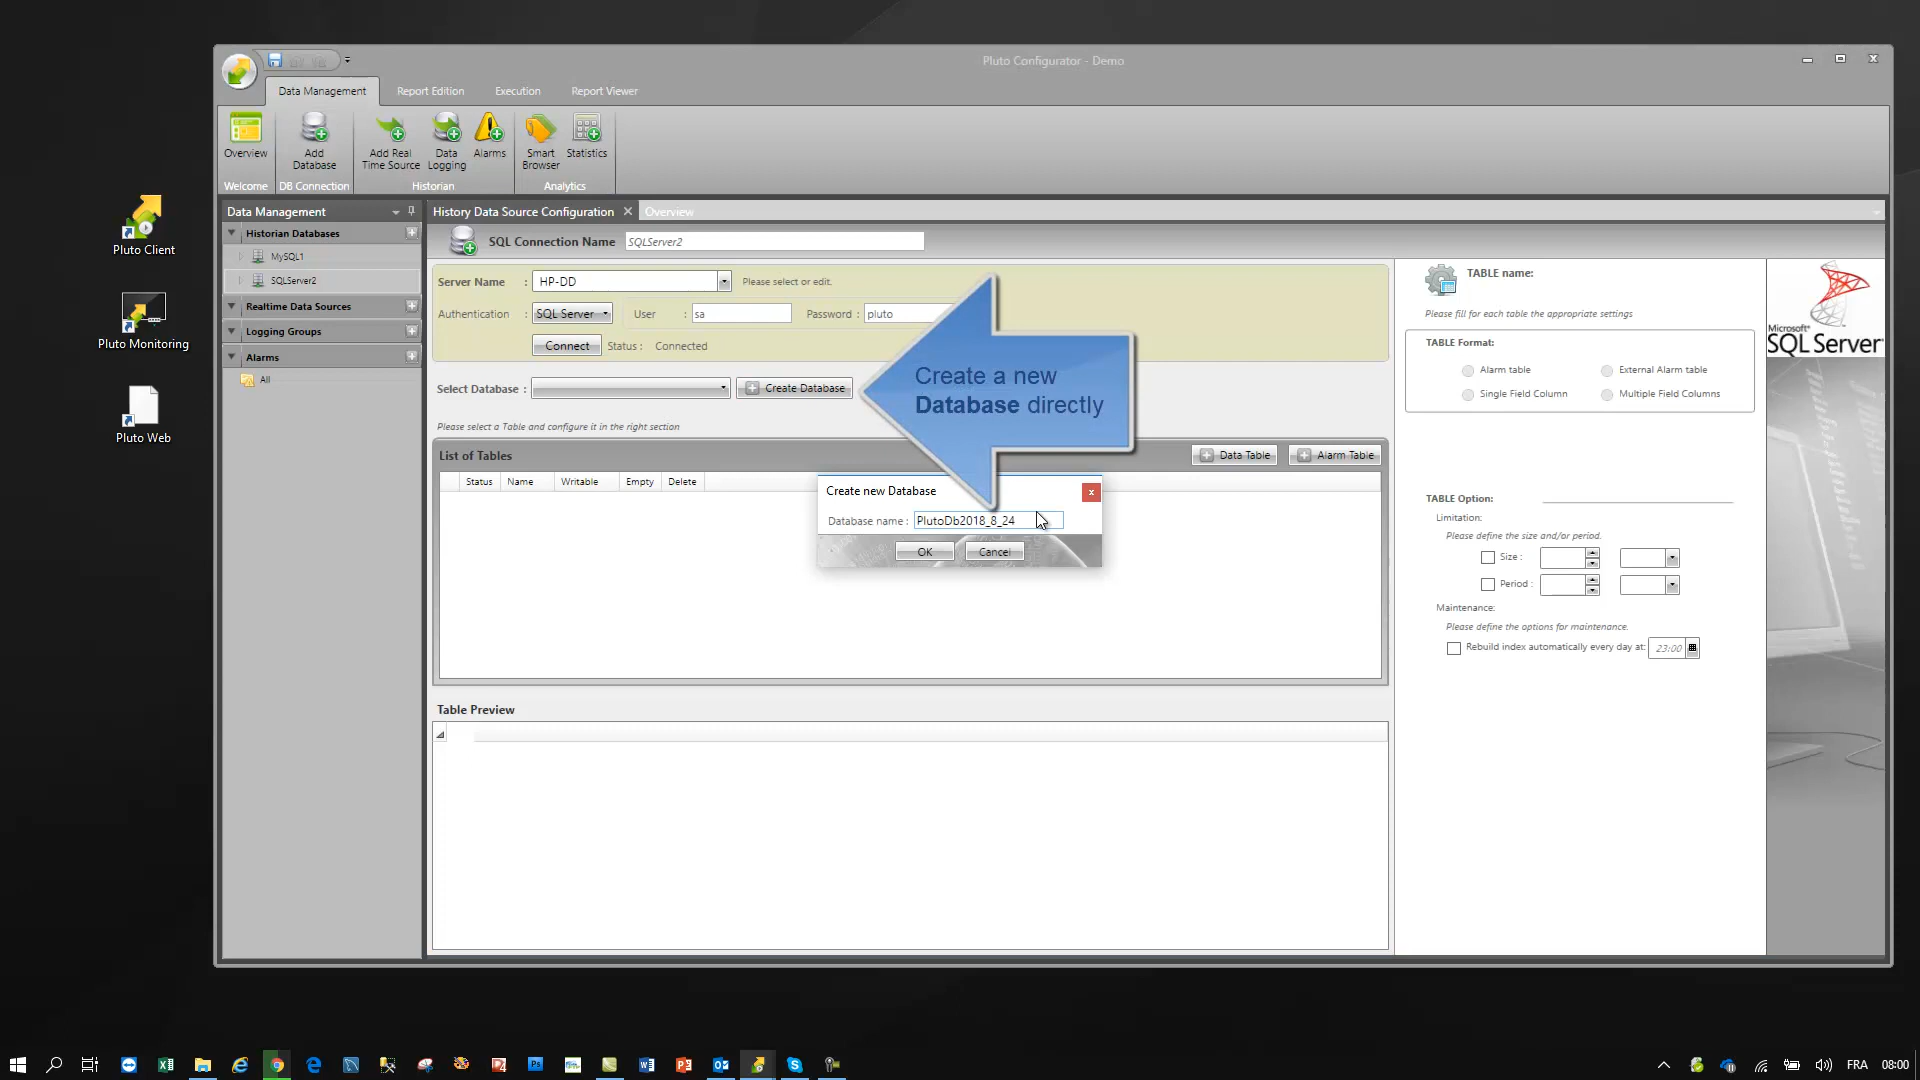 Pluto Configurator - Demo
Data Management
Report Edition
Execution
Report Viewer
Overview
Add
Database
Add Real
Time Source
Data
Logging
Alarms
Smart
Browser
Statistics
Welcome
DB Connection
Historian
Analytics
Pluto Client
Pluto Monitoring
Pluto Web
Data Management
Historian Databases
MySQL1
SQLServer2
Realtime Data Sources
Logging Groups
Alarms
All
History Data Source Configuration
Overview
SQL Connection Name SQLServer2
Server Name : HP-DD Please select or edit.
Authentication : SQL Server User : sa Password : pluto
Connect Status : Connected
Select Database : Create Database
Create a new
Database directly
Please select a Table and configure it in the right section
List of Tables
Data Table
Alarm Table
Status Name Writable Empty Delete
Create new Database
Database name : PlutoDb2018_8_24
OK Cancel
Table Preview
TABLE name:
Please fill for each table the appropriate settings
TABLE Format:
Alarm table External Alarm table
Single Field Column Multiple Field Columns
TABLE Option:
Limitation:
Please define the size and/or period.
Size :
Period :
Maintenance:
Please define the options for maintenance.
Rebuild index automatically every day at: 23:00
Microsoft
SQL Server
FRA 08:00